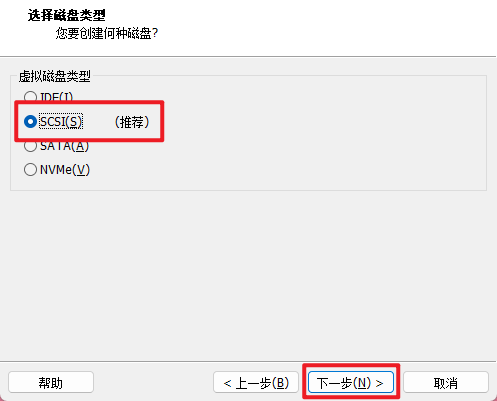 选择磁盘类型
您要创建何种磁盘?
虚拟磁盘类型
IDE(I)
SCSI(S) (推荐)
SATA(A)
NVMe(V)
帮助 < 上一步(B) 下一步(N) > 取消